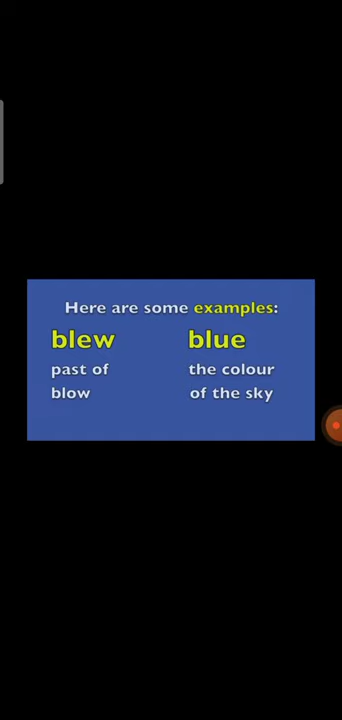 Here are some examples:
blew blue
past of the colour
blow of the sky